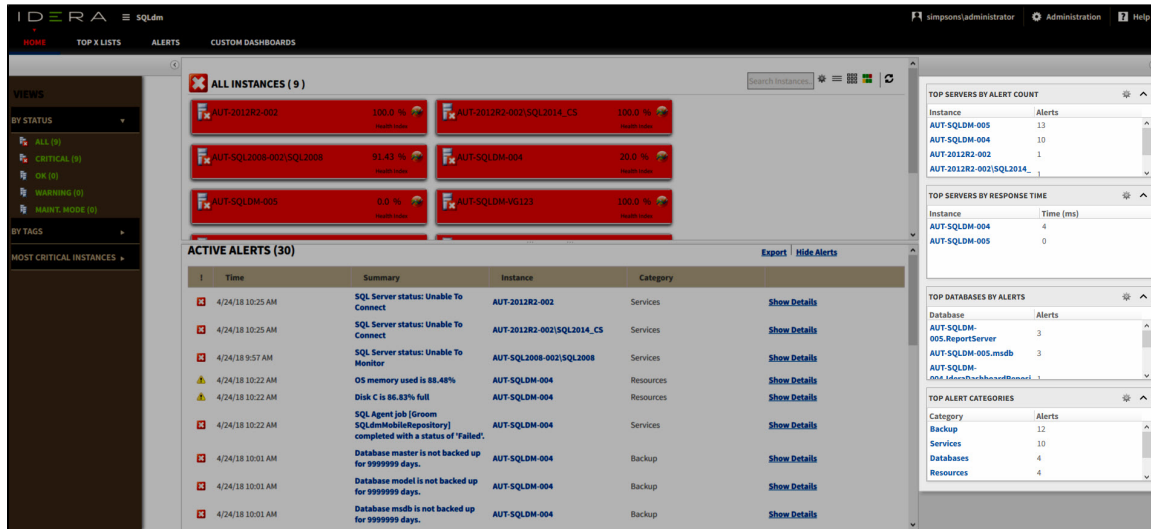 IDERA SQLdm simpsons\administrator Administration ? Help
HOME TOP X LISTS ALERTS CUSTOM DASHBOARDS
VIEWS
BY STATUS
ALL (9)
CRITICAL (9)
OK (0)
WARNING (0)
MAINT. MODE (0)
BY TAGS
MOST CRITICAL INSTANCES
ALL INSTANCES ( 9 )
Search Instances..
AUT-2012R2-002 100.0 %
Health Index
AUT-2012R2-002\SQL2014_CS 100.0 %
Health Index
AUT-SQL2008-002\SQL2008 91.43 %
Health Index
AUT-SQLDM-004 20.0 %
Health Index
AUT-SQLDM-005 0.0 %
Health Index
AUT-SQLDM-VG123 100.0 %
Health Index
ACTIVE ALERTS (30) Export Hide Alerts
! Time Summary Instance Category
4/24/18 10:25 AM SQL Server status: Unable To AUT-2012R2-002 Services Show Details
Connect
4/24/18 10:25 AM SQL Server status: Unable To AUT-2012R2-002\SQL2014_CS Services Show Details
Connect
4/24/18 9:57 AM SQL Server status: Unable To AUT-SQL2008-002\SQL2008 Services Show Details
Monitor
4/24/18 10:22 AM OS memory used is 88.48% AUT-SQLDM-004 Resources Show Details
4/24/18 10:22 AM Disk C is 86.83% full AUT-SQLDM-004 Resources Show Details
SQL Agent job [Groom
4/24/18 10:22 AM SQLdmMobileRepository] AUT-SQLDM-004 Services Show Details
completed with a status of 'Failed'.
4/24/18 10:01 AM Database master is not backed up AUT-SQLDM-004 Backup Show Details
for 9999999 days.
4/24/18 10:01 AM Database model is not backed up AUT-SQLDM-004 Backup Show Details
for 9999999 days.
4/24/18 10:01 AM Database msdb is not backed up AUT-SQLDM-004 Backup Show Details
for 9999999 days.
TOP SERVERS BY ALERT COUNT
Instance Alerts
AUT-SQLDM-005 13
AUT-SQLDM-004 10
AUT-2012R2-002 1
AUT-2012R2-002\SQL2014_ 1
TOP SERVERS BY RESPONSE TIME
Instance Time (ms)
AUT-SQLDM-004 4
AUT-SQLDM-005 0
TOP DATABASES BY ALERTS
Database Alerts
AUT-SQLDM-
005.ReportServer 3
AUT-SQLDM-005.msdb 3
AUT-SQLDM-
004.IderaDashboardReposi 1
TOP ALERT CATEGORIES
Category Alerts
Backup 12
Services 10
Databases 4
Resources 4